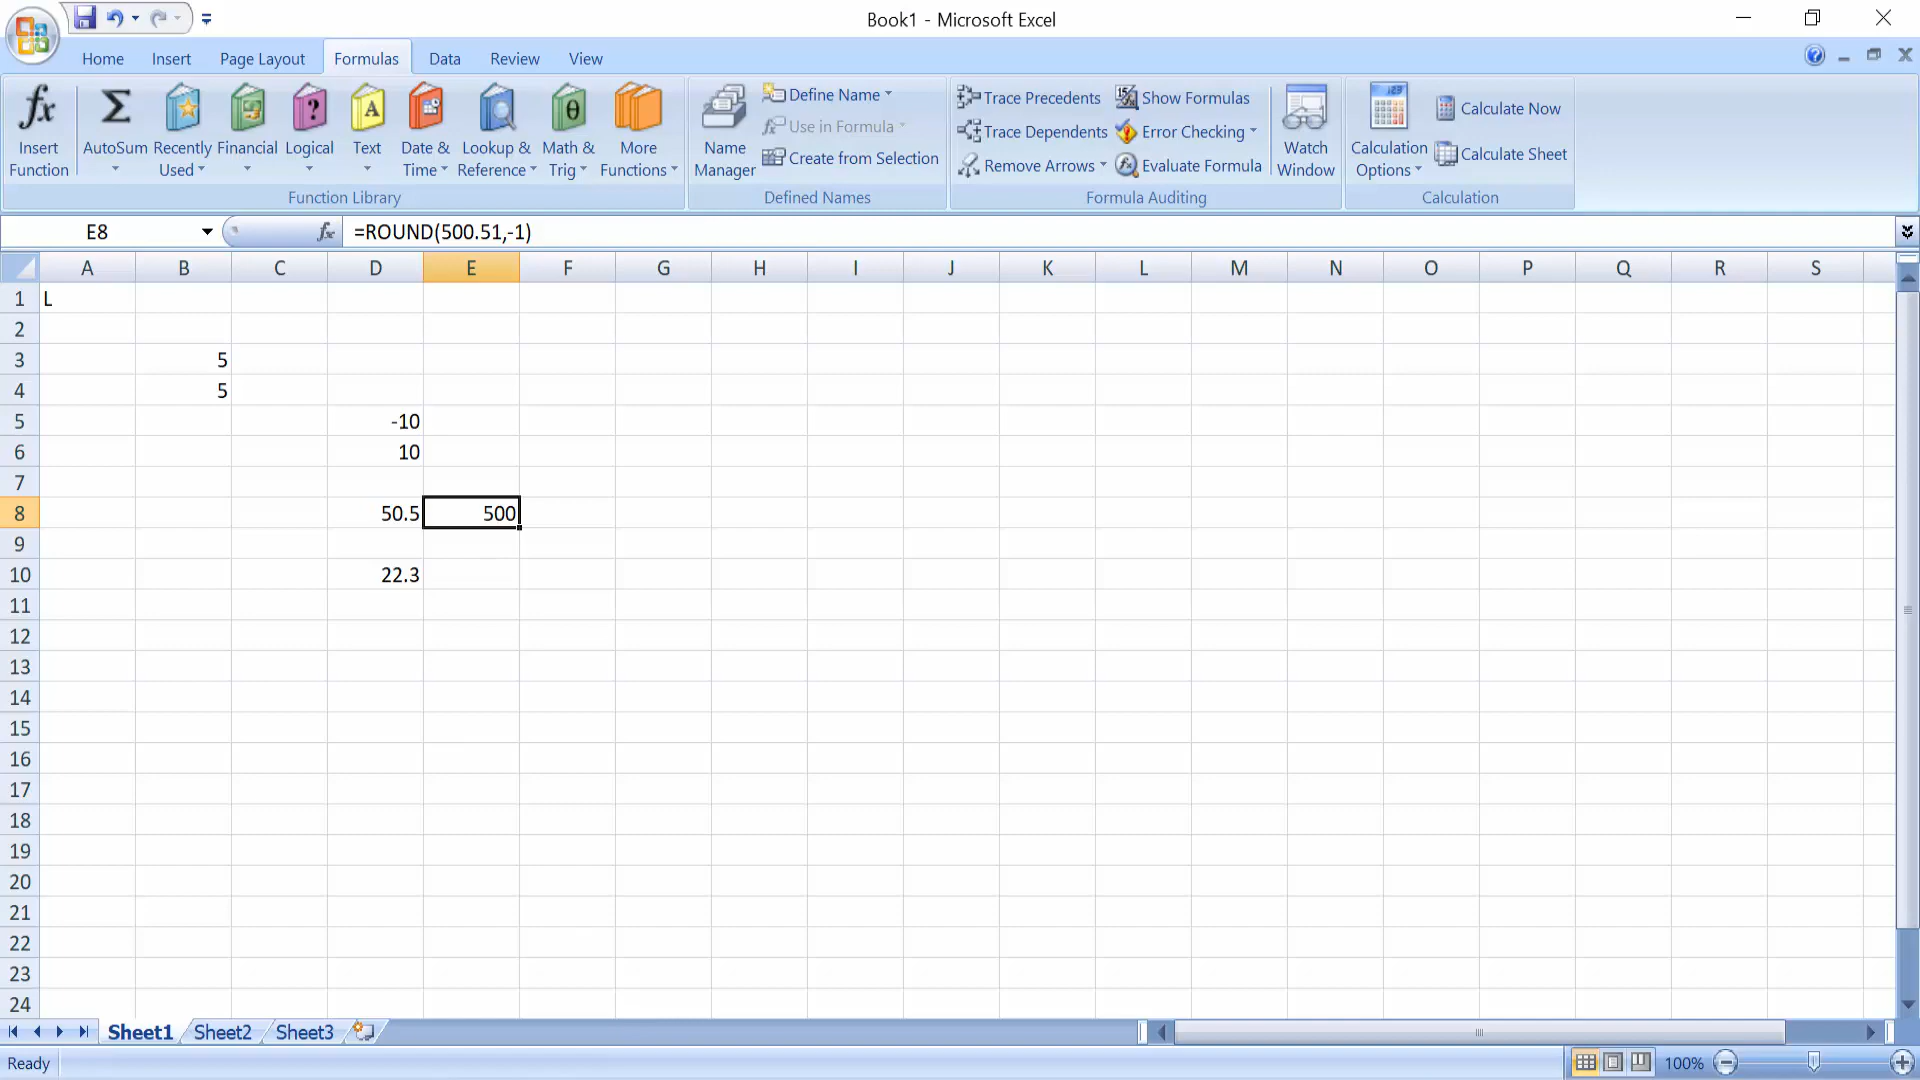 Book1 - Microsoft Excel
Home Insert Page Layout Formulas Data Review View
Insert Function
AutoSum
Recently Used
Financial
Logical
Text
Date & Time
Lookup & Reference
Math & Trig
More Functions
Function Library
Name Manager
Define Name
Use in Formula
Create from Selection
Defined Names
Trace Precedents
Trace Dependents
Remove Arrows
Show Formulas
Error Checking
Evaluate Formula
Formula Auditing
Watch Window
Calculation Options
Calculate Now
Calculate Sheet
Calculation
E8 fx =ROUND(500.51,-1)
A B C D E F G H I J K L M N O P Q R S
1 L
2
3 5
4 5
5 -10
6 10
7
8 50.5 500
9
10 22.3
11
12
13
14
15
16
17
18
19
20
21
22
23
24
Sheet1 Sheet2 Sheet3
Ready 100%